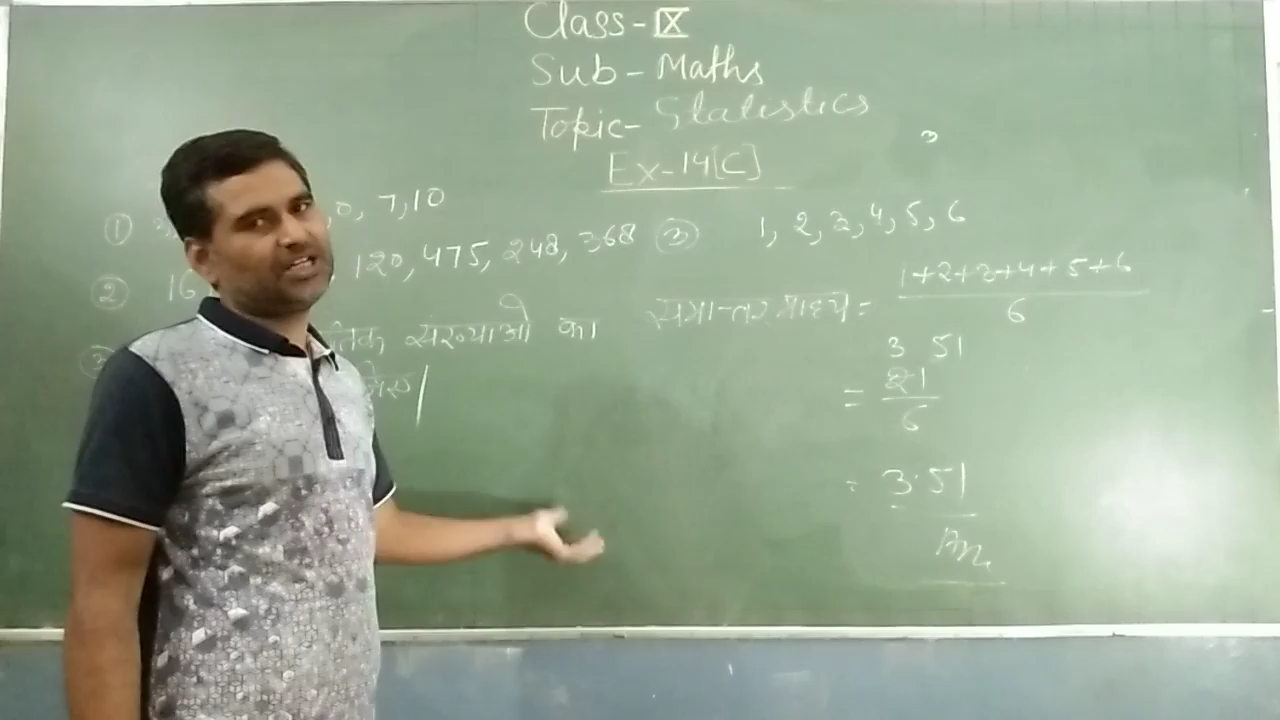 Class-IX
Sub- Maths
Topic- Statistics
Ex-14[C]
① 3, 0, 7, 10
② 16 120, 475, 248, 368
③ संख्याओ का
③ 1, 2, 3, 4, 5, 6
समान्तर माध्य = 1+2+3+4+5+6
6
3 51
= 21
6
= 3.51
Ans